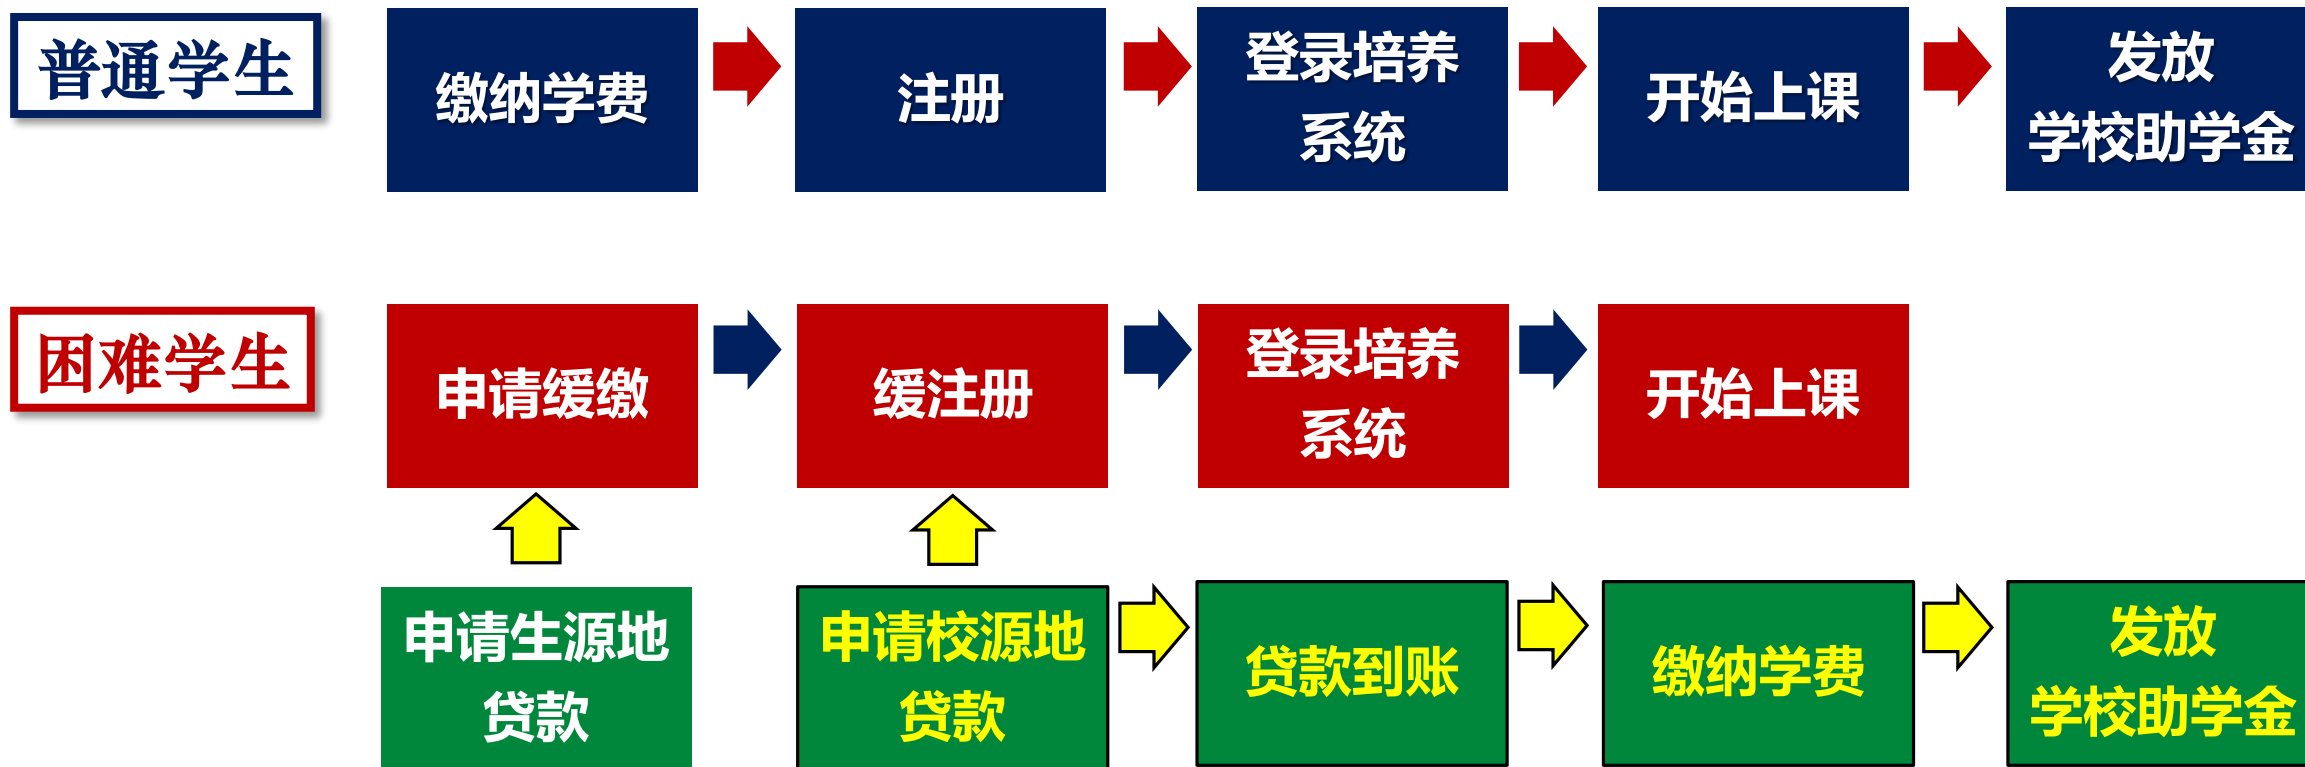 普通学生
缴纳学费
注册
登录培养
系统
开始上课
发放
学校助学金
困难学生
申请缓缴
缓注册
登录培养
系统
开始上课
申请生源地
贷款
申请校源地
贷款
贷款到账
缴纳学费
发放
学校助学金